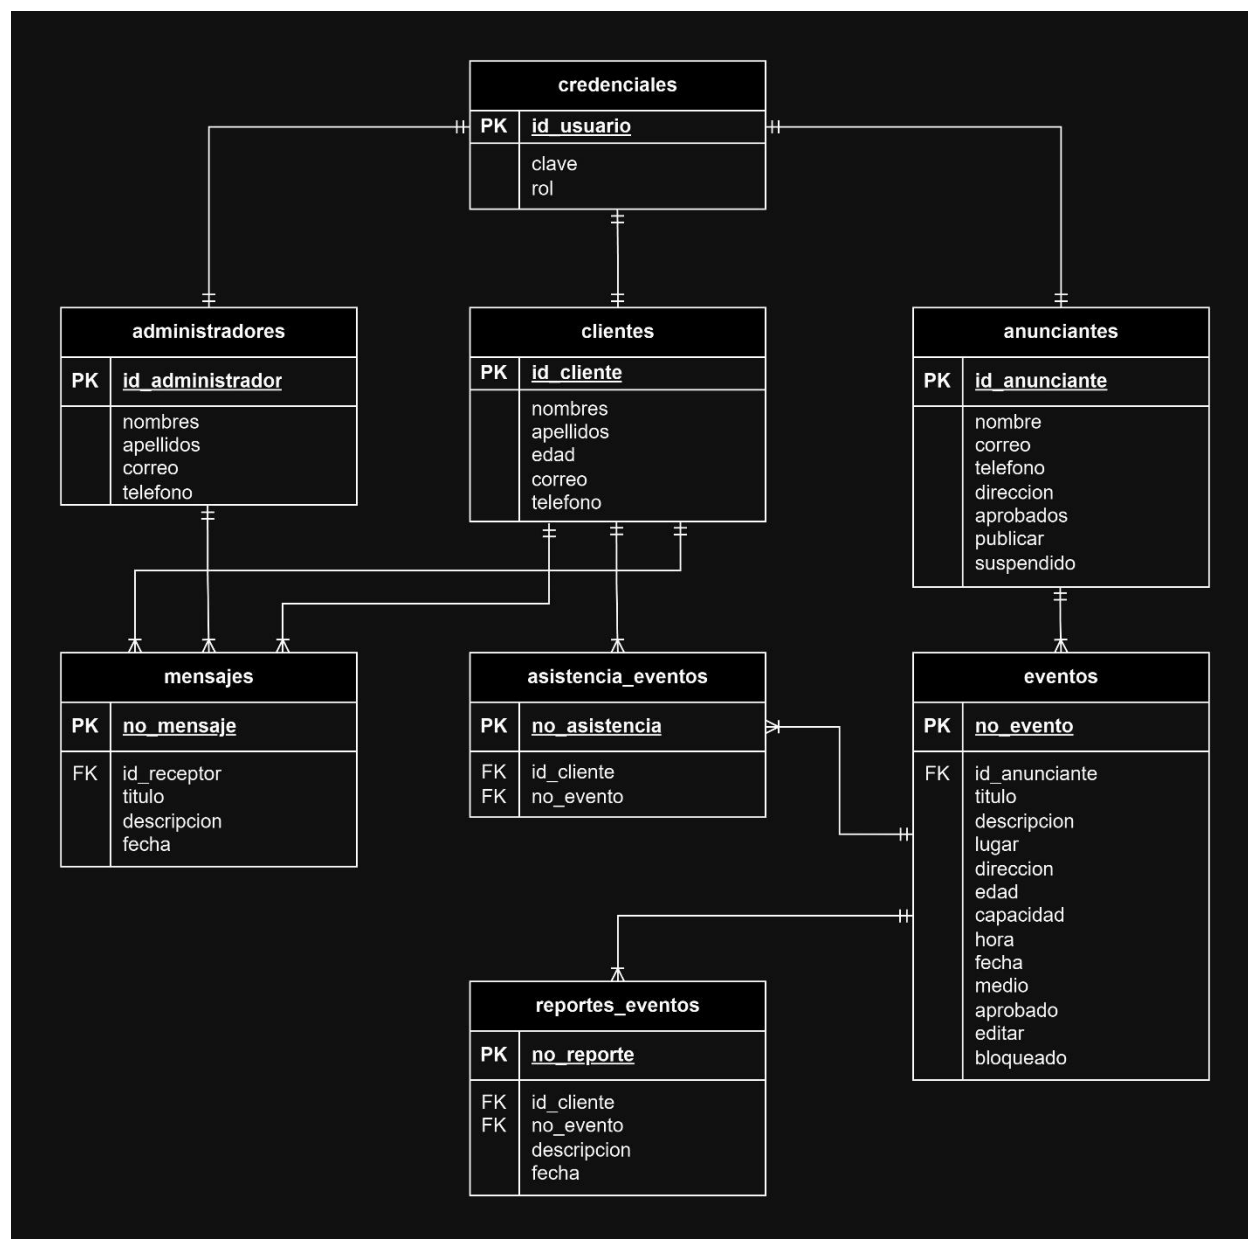 credenciales
PK id_usuario
clave
rol
administradores
PK id_administrador
nombres
apellidos
correo
telefono
clientes
PK id_cliente
nombres
apellidos
edad
correo
telefono
anunciantes
PK id_anunciante
nombre
correo
telefono
direccion
aprobados
publicar
suspendido
mensajes
PK no_mensaje
FK id_receptor
titulo
descripcion
fecha
asistencia_eventos
PK no_asistencia
FK id_cliente
FK no_evento
eventos
PK no_evento
FK id_anunciante
titulo
descripcion
lugar
direccion
edad
capacidad
hora
fecha
medio
aprobado
editar
bloqueado
reportes_eventos
PK no_reporte
FK id_cliente
FK no_evento
descripcion
fecha